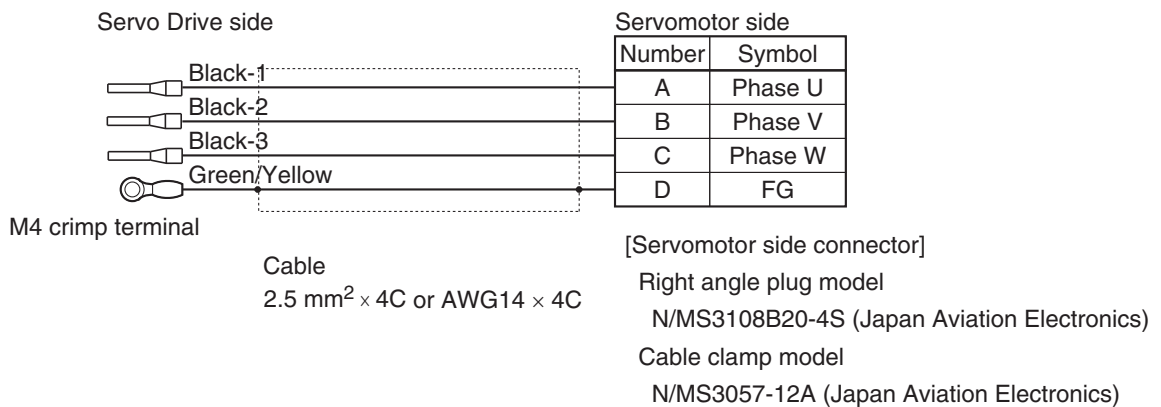 Servo Drive side
Servomotor side
Number Symbol
Black-1 A Phase U
Black-2 B Phase V
Black-3 C Phase W
Green/Yellow D FG
M4 crimp terminal
Cable
2.5 mm² × 4C or AWG14 × 4C
[Servomotor side connector]
Right angle plug model
N/MS3108B20-4S (Japan Aviation Electronics)
Cable clamp model
N/MS3057-12A (Japan Aviation Electronics)